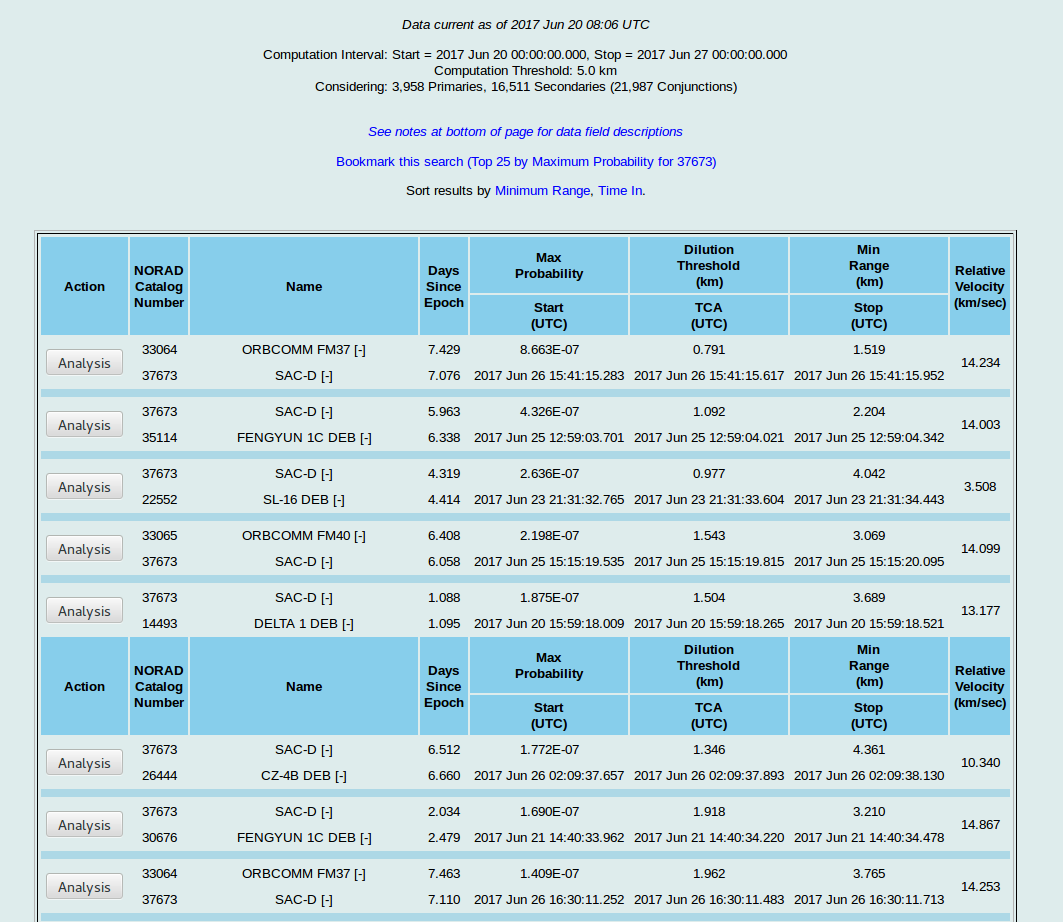 Data current as of 2017 Jun 20 08:06 UTC
Computation Interval: Start = 2017 Jun 20 00:00:00.000, Stop = 2017 Jun 27 00:00:00.000
Computation Threshold: 5.0 km
Considering: 3,958 Primaries, 16,511 Secondaries (21,987 Conjunctions)
See notes at bottom of page for data field descriptions
Bookmark this search (Top 25 by Maximum Probability for 37673)
Sort results by Minimum Range, Time In.
Action NORAD Catalog Number Name Days Since Epoch Max Probability Dilution Threshold (km) Min Range (km) Relative Velocity (km/sec)
Start (UTC) TCA (UTC) Stop (UTC)
Analysis 33064 ORBCOMM FM37 [-] 7.429 8.663E-07 0.791 1.519 14.234
37673 SAC-D [-] 7.076 2017 Jun 26 15:41:15.283 2017 Jun 26 15:41:15.617 2017 Jun 26 15:41:15.952
Analysis 37673 SAC-D [-] 5.963 4.326E-07 1.092 2.204 14.003
35114 FENGYUN 1C DEB [-] 6.338 2017 Jun 25 12:59:03.701 2017 Jun 25 12:59:04.021 2017 Jun 25 12:59:04.342
Analysis 37673 SAC-D [-] 4.319 2.636E-07 0.977 4.042 3.508
22552 SL-16 DEB [-] 4.414 2017 Jun 23 21:31:32.765 2017 Jun 23 21:31:33.604 2017 Jun 23 21:31:34.443
Analysis 33065 ORBCOMM FM40 [-] 6.408 2.198E-07 1.543 3.069 14.099
37673 SAC-D [-] 6.058 2017 Jun 25 15:15:19.535 2017 Jun 25 15:15:19.815 2017 Jun 25 15:15:20.095
Analysis 37673 SAC-D [-] 1.088 1.875E-07 1.504 3.689 13.177
14493 DELTA 1 DEB [-] 1.095 2017 Jun 20 15:59:18.009 2017 Jun 20 15:59:18.265 2017 Jun 20 15:59:18.521
Action NORAD Catalog Number Name Days Since Epoch Max Probability Dilution Threshold (km) Min Range (km) Relative Velocity (km/sec)
Start (UTC) TCA (UTC) Stop (UTC)
Analysis 37673 SAC-D [-] 6.512 1.772E-07 1.346 4.361 10.340
26444 CZ-4B DEB [-] 6.660 2017 Jun 26 02:09:37.657 2017 Jun 26 02:09:37.893 2017 Jun 26 02:09:38.130
Analysis 37673 SAC-D [-] 2.034 1.690E-07 1.918 3.210 14.867
30676 FENGYUN 1C DEB [-] 2.479 2017 Jun 21 14:40:33.962 2017 Jun 21 14:40:34.220 2017 Jun 21 14:40:34.478
Analysis 33064 ORBCOMM FM37 [-] 7.463 1.409E-07 1.962 3.765 14.253
37673 SAC-D [-] 7.110 2017 Jun 26 16:30:11.252 2017 Jun 26 16:30:11.483 2017 Jun 26 16:30:11.713